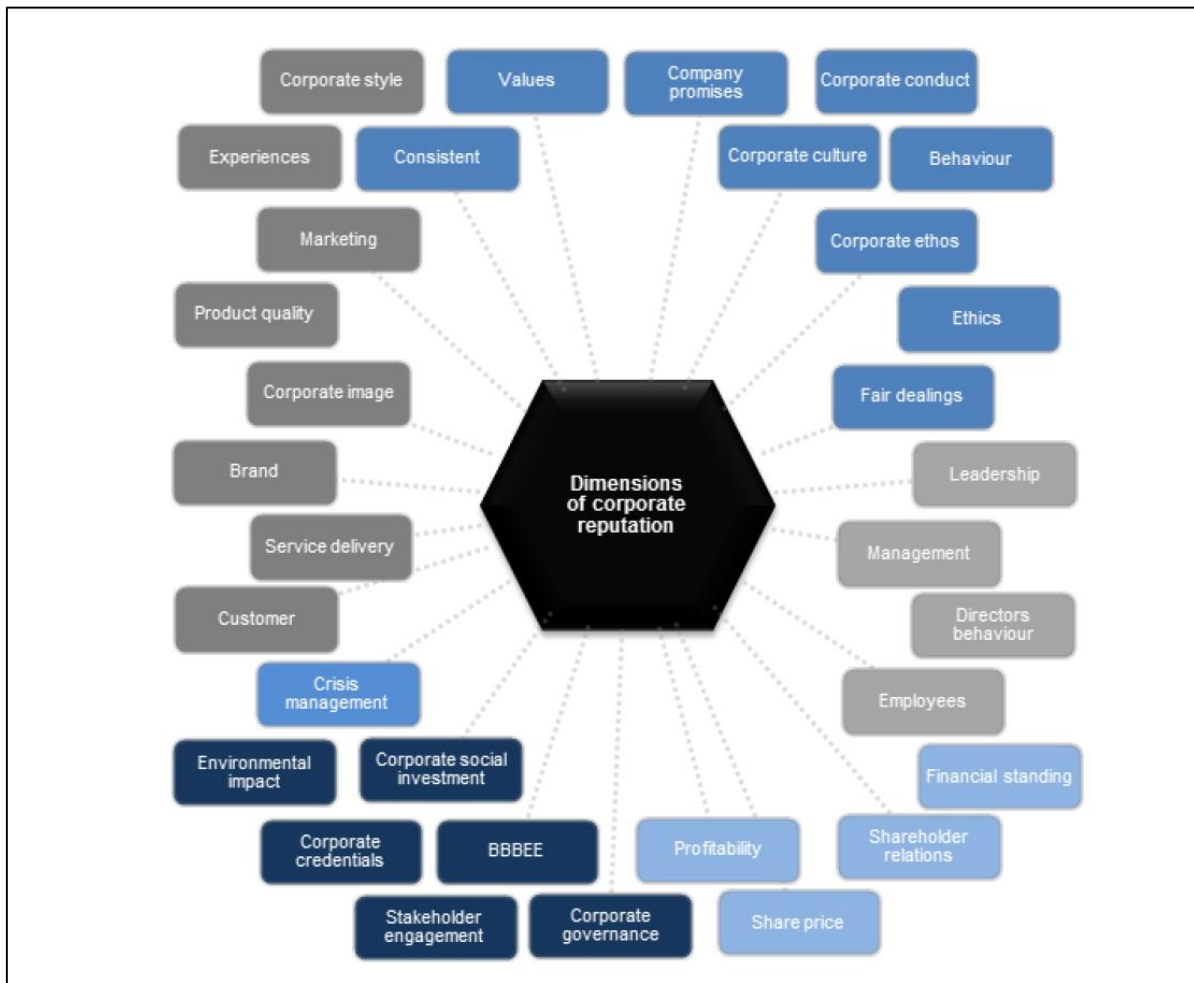 Corporate style
Values
Company
promises
Corporate conduct
Experiences
Consistent
Corporate culture
Behaviour
Marketing
Corporate ethos
Product quality
Ethics
Corporate image
Fair dealings
Brand
Dimensions
of corporate
reputation
Leadership
Service delivery
Management
Customer
Directors
behaviour
Crisis
management
Employees
Environmental
impact
Corporate social
investment
Financial standing
Corporate
credentials
BBBEE
Profitability
Shareholder
relations
Stakeholder
engagement
Corporate
governance
Share price